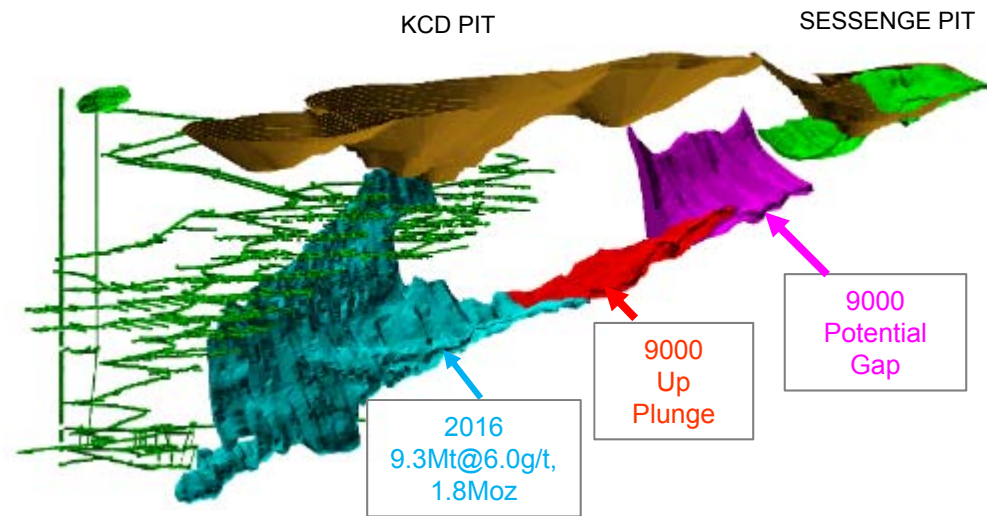 KCD PIT
SESSENGE PIT
9000
Potential
Gap
9000
Up
Plunge
2016
9.3Mt@6.0g/t,
1.8Moz